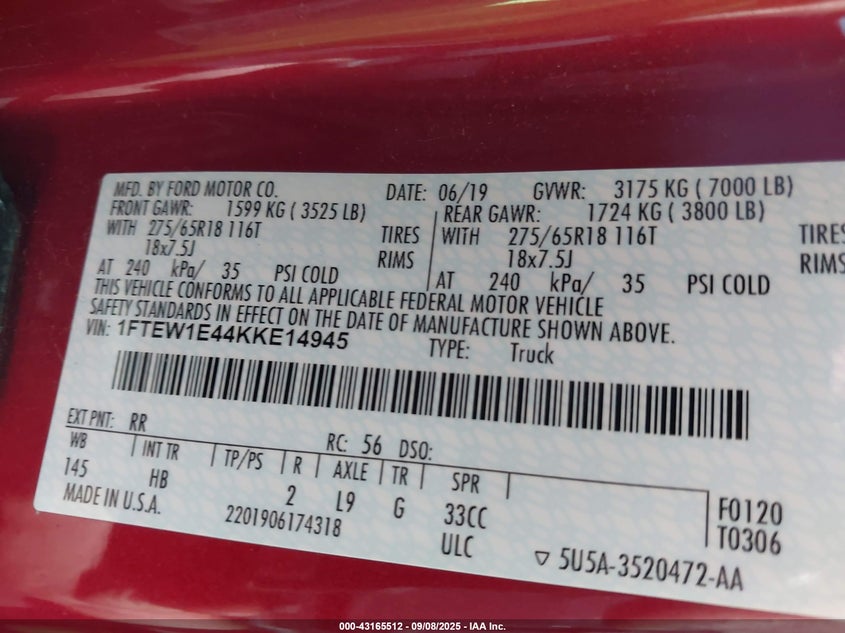 MFD. BY FORD MOTOR CO. DATE: 06/19 GVWR: 3175 KG ( 7000 LB)
FRONT GAWR: 1599 KG ( 3525 LB) REAR GAWR: 1724 KG ( 3800 LB)
WITH 275/65R18 116T TIRES WITH 275/65R18 116T TIRES
18x7.5J RIMS 18x7.5J RIMS
AT 240 kPa/ 35 PSI COLD AT 240 kPa/ 35 PSI COLD
THIS VEHICLE CONFORMS TO ALL APPLICABLE FEDERAL MOTOR VEHICLE
SAFETY STANDARDS IN EFFECT ON THE DATE OF MANUFACTURE SHOWN ABOVE.
VIN: 1FTEW1E44KKE14945 TYPE: Truck
EXT PNT: RR RC: 56 DSO:
WB INT TR TP/PS R AXLE TR SPR
145 HB 2 L9 G 33CC F0120
MADE IN U.S.A. 2201906174318 ULC T0306
5U5A-3520472-AA
000-43165512 - 09/08/2025 - IAA Inc.